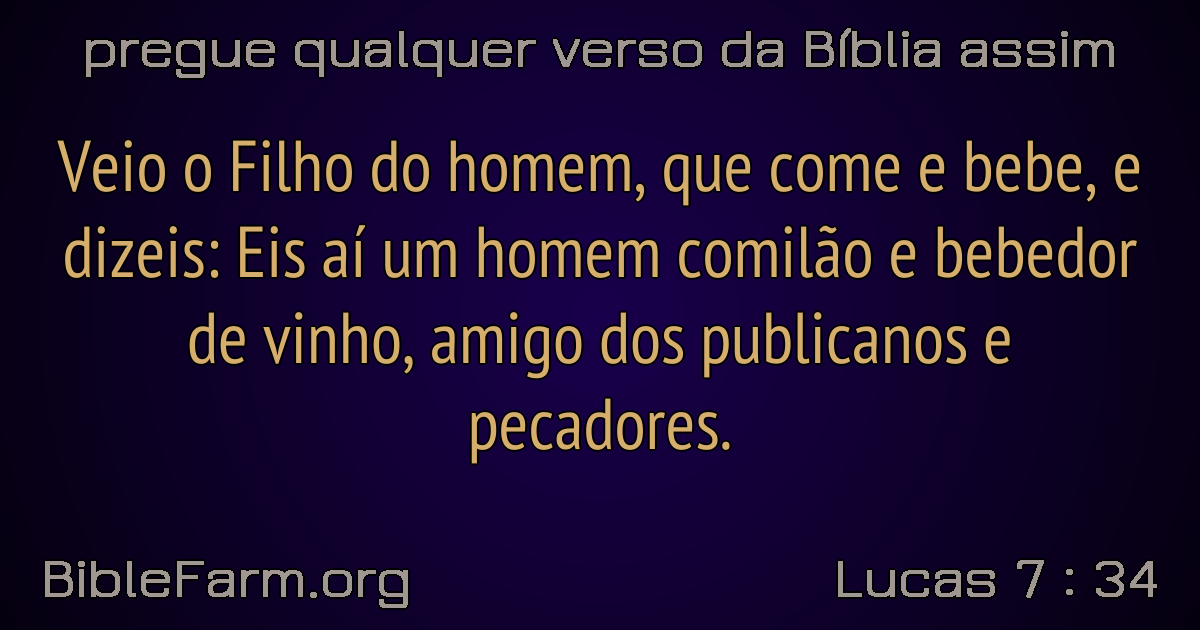 pregue qualquer verso da Bíblia assim
Veio o Filho do homem, que come e bebe, e
dizeis: Eis aí um homem comilão e bebedor
de vinho, amigo dos publicanos e
pecadores.
BibleFarm.org
Lucas 7 : 34